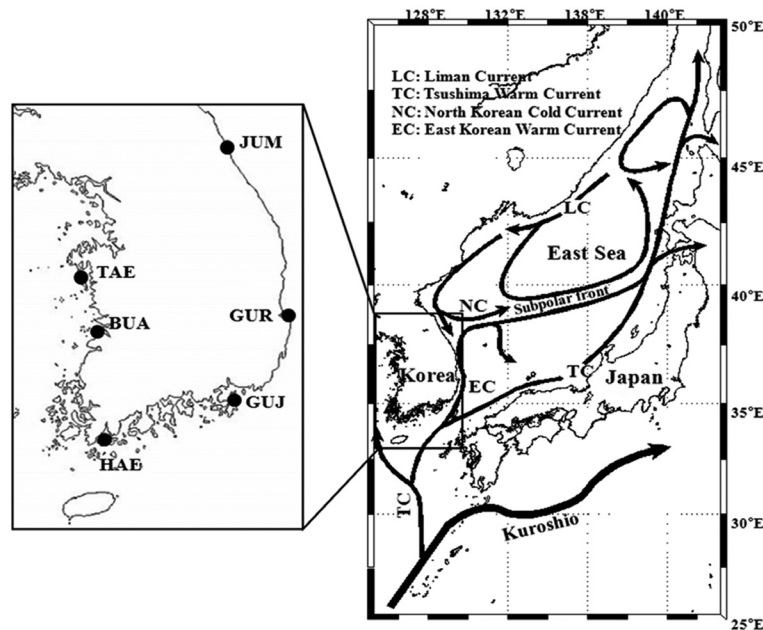 128°E 132°E 138°E 140°E
50°E
LC: Liman Current
TC: Tsushima Warm Current
NC: North Korean Cold Current
EC: East Korean Warm Current
JUM
45°E
LC
TAE
East Sea
40°E
BUA
GUR
NC
Subpolar front
Korea
EC
TC
Japan
GUJ
35°E
HAE
TC
Kuroshio
30°E
25°E